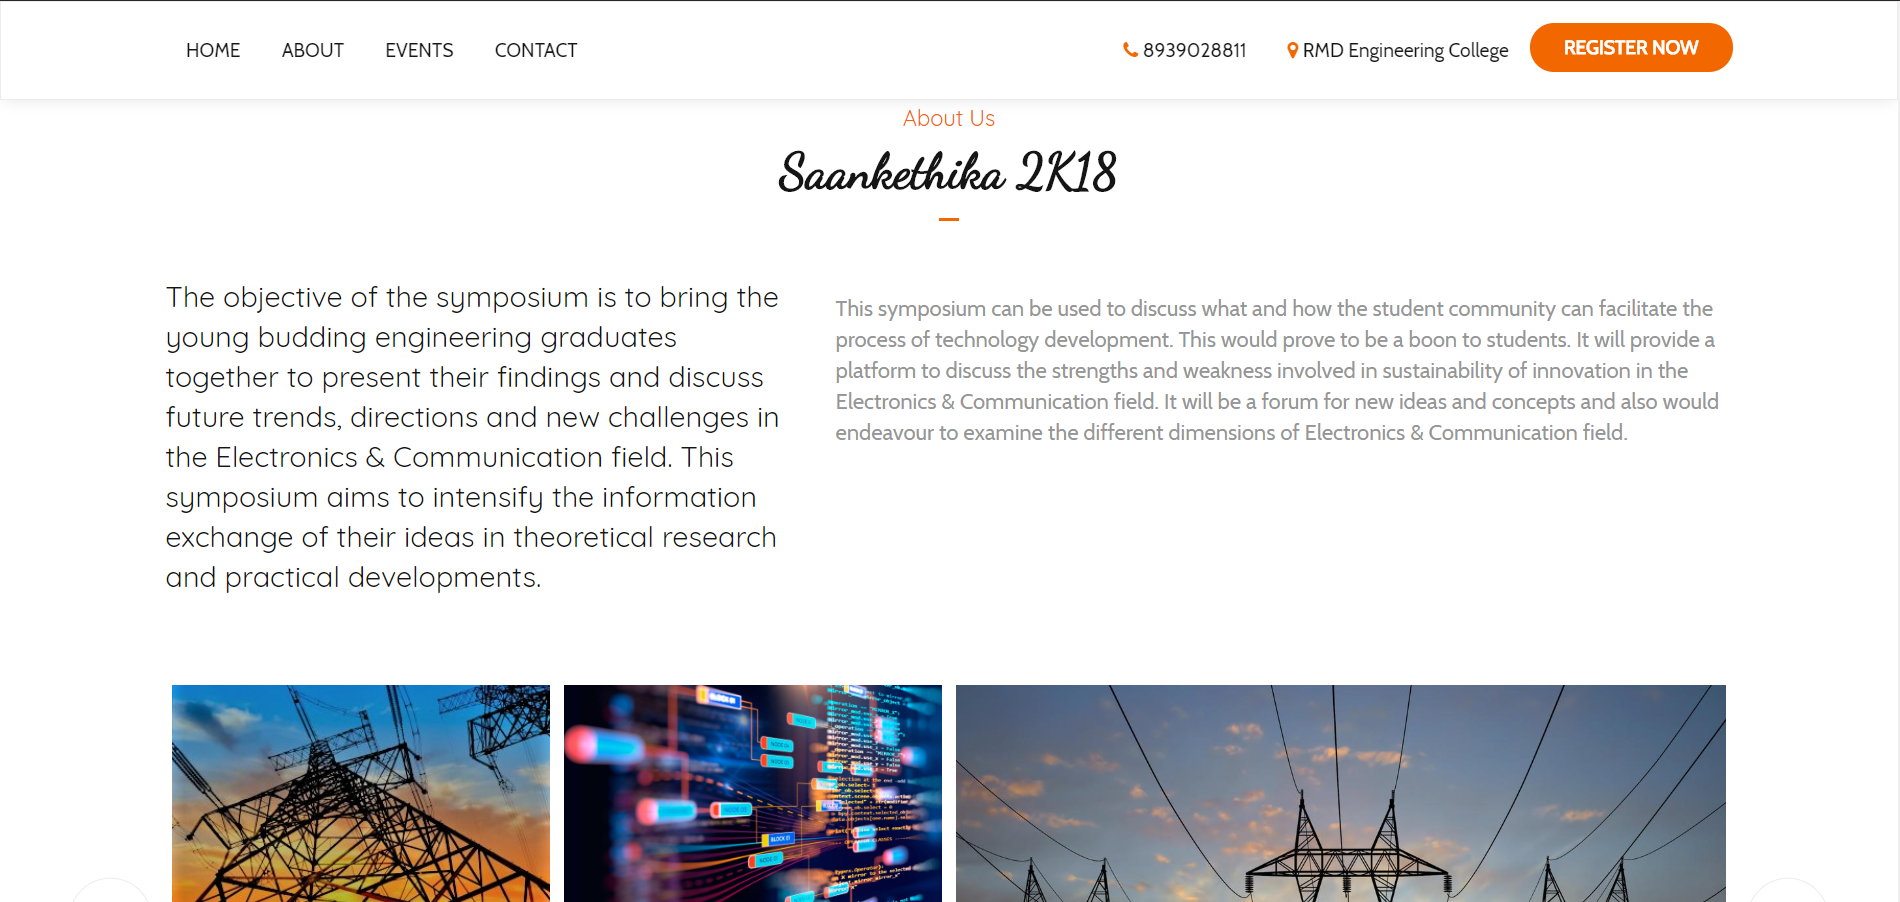 HOME ABOUT EVENTS CONTACT 8939028811 RMD Engineering College REGISTER NOW
About Us
Saankethika 2K18
The objective of the symposium is to bring the
young budding engineering graduates
together to present their findings and discuss
future trends, directions and new challenges in
the Electronics & Communication field. This
symposium aims to intensify the information
exchange of their ideas in theoretical research
and practical developments.
This symposium can be used to discuss what and how the student community can facilitate the
process of technology development. This would prove to be a boon to students. It will provide a
platform to discuss the strengths and weakness involved in sustainability of innovation in the
Electronics & Communication field. It will be a forum for new ideas and concepts and also would
endeavour to examine the different dimensions of Electronics & Communication field.